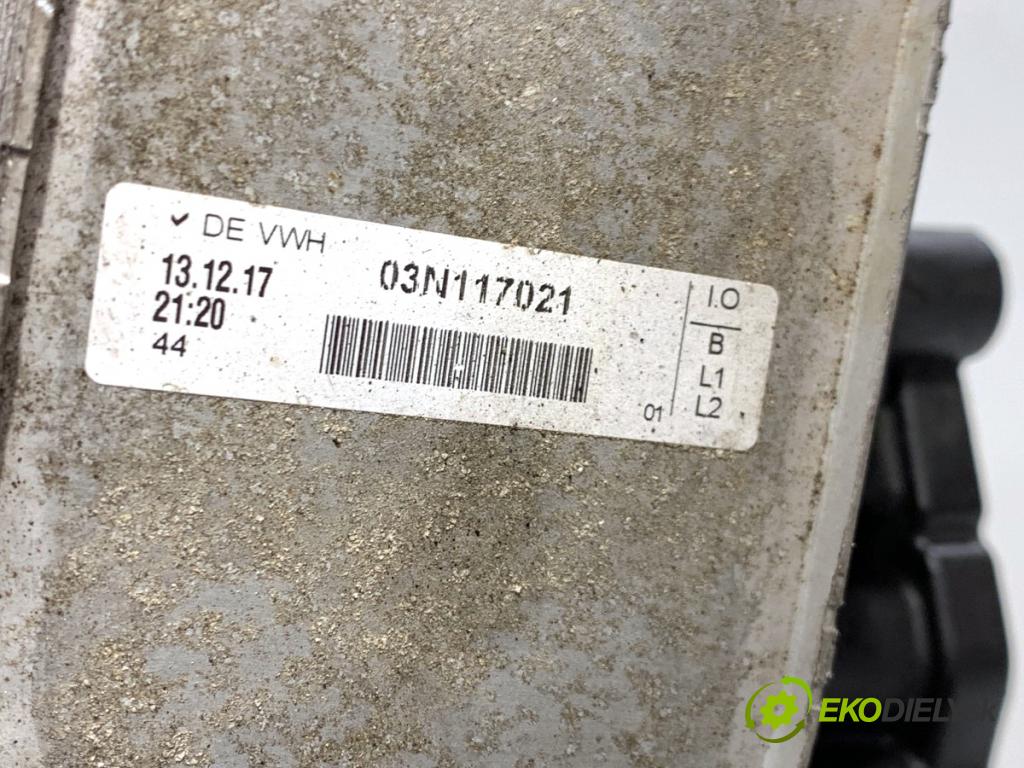 ✓ DE VWH
13.12.17
03N117021
21:20
44
01
I.O
B
L1
L2
EKODIELY